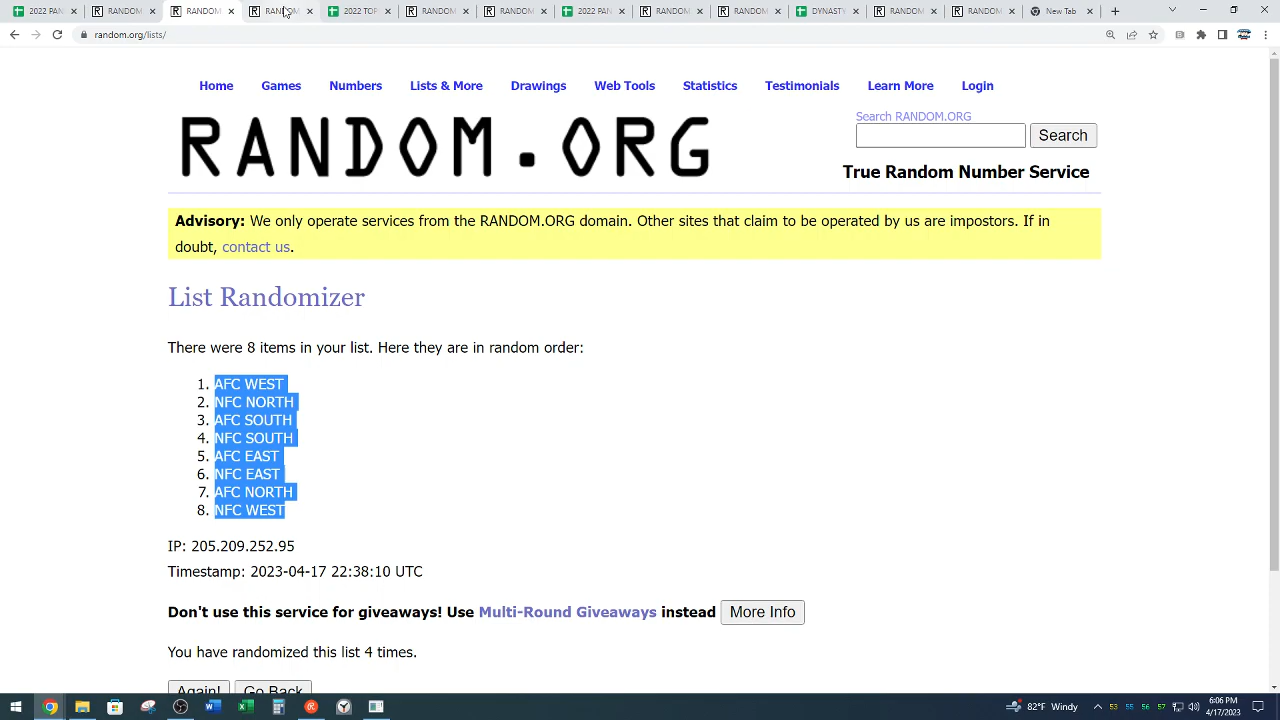 2022 PAN
RANDOM
RANDOM
RANDOM
2022 TOP
RANDOM
RANDOM
2022 PAN
RANDOM
RANDOM
DYNASTY
RANDOM
RANDOM
New Tab
random.org/lists/
Home Games Numbers Lists & More Drawings Web Tools Statistics Testimonials Learn More Login
RANDOM.ORG
Search RANDOM.ORG
Search
True Random Number Service
Advisory: We only operate services from the RANDOM.ORG domain. Other sites that claim to be operated by us are impostors. If in
doubt, contact us.
List Randomizer
There were 8 items in your list. Here they are in random order:
1. AFC WEST
2. NFC NORTH
3. AFC SOUTH
4. NFC SOUTH
5. AFC EAST
6. NFC EAST
7. AFC NORTH
8. NFC WEST
IP: 205.209.252.95
Timestamp: 2023-04-17 22:38:10 UTC
Don't use this service for giveaways! Use Multi-Round Giveaways instead More Info
You have randomized this list 4 times.
Again! Go Back
82°F Windy
53 55 56 57
6:06 PM
4/17/2023